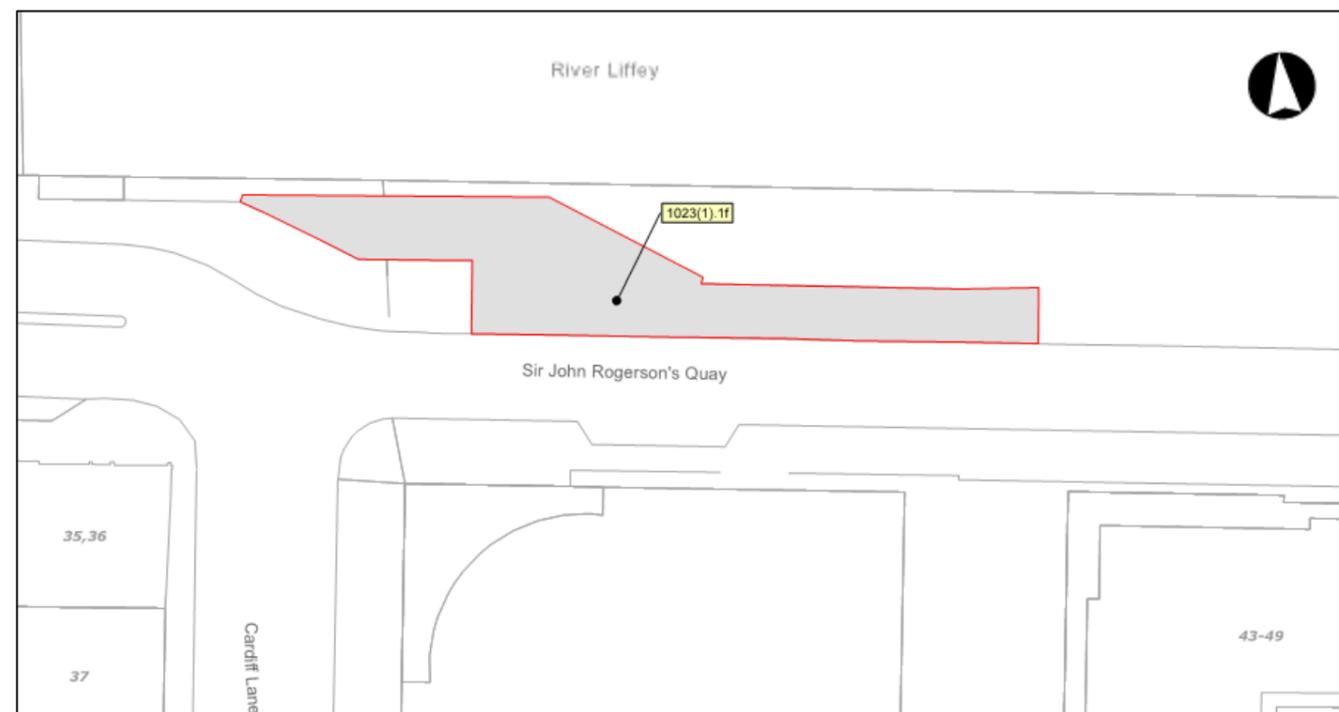 River Liffey
1023(1).1f
Sir John Rogerson's Quay
35,36
43-49
Cardiff Lane
37